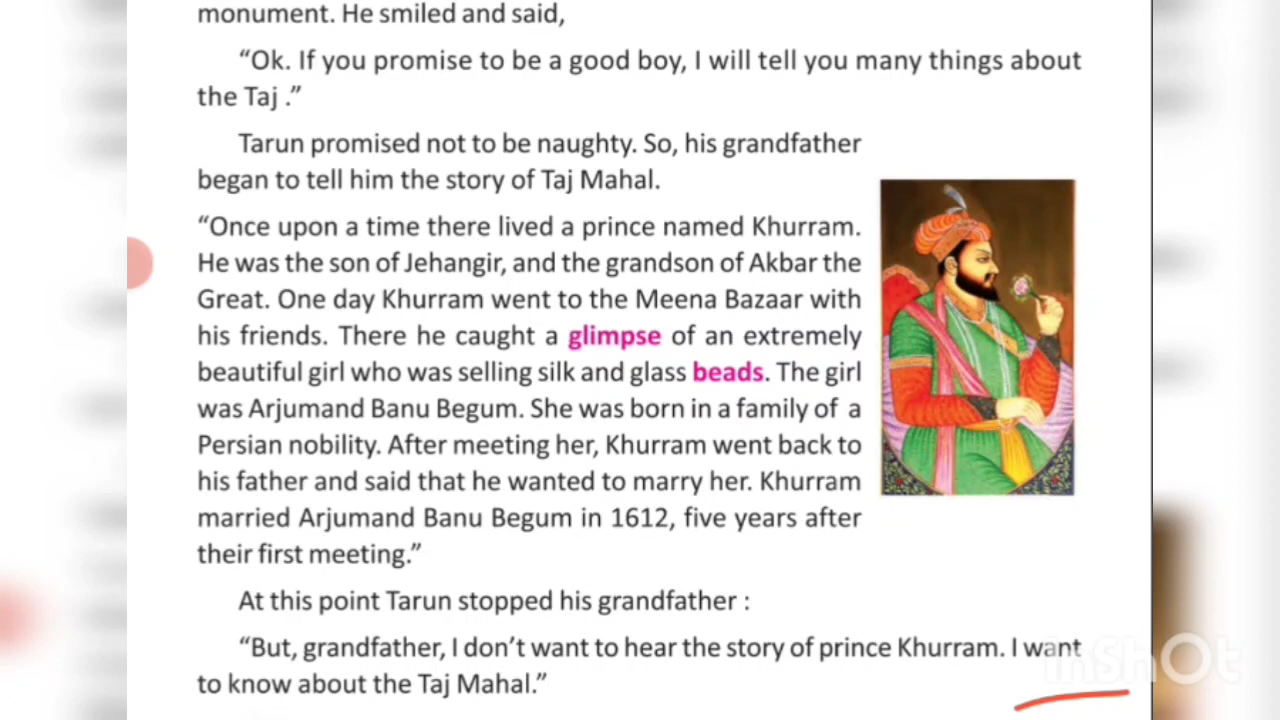 monument. He smiled and said,
“Ok. If you promise to be a good boy, I will tell you many things about
the Taj .”
Tarun promised not to be naughty. So, his grandfather
began to tell him the story of Taj Mahal.
“Once upon a time there lived a prince named Khurram.
He was the son of Jehangir, and the grandson of Akbar the
Great. One day Khurram went to the Meena Bazaar with
his friends. There he caught a glimpse of an extremely
beautiful girl who was selling silk and glass beads. The girl
was Arjumand Banu Begum. She was born in a family of a
Persian nobility. After meeting her, Khurram went back to
his father and said that he wanted to marry her. Khurram
married Arjumand Banu Begum in 1612, five years after
their first meeting.”
At this point Tarun stopped his grandfather :
“But, grandfather, I don’t want to hear the story of prince Khurram. I want
to know about the Taj Mahal.”
InShOt